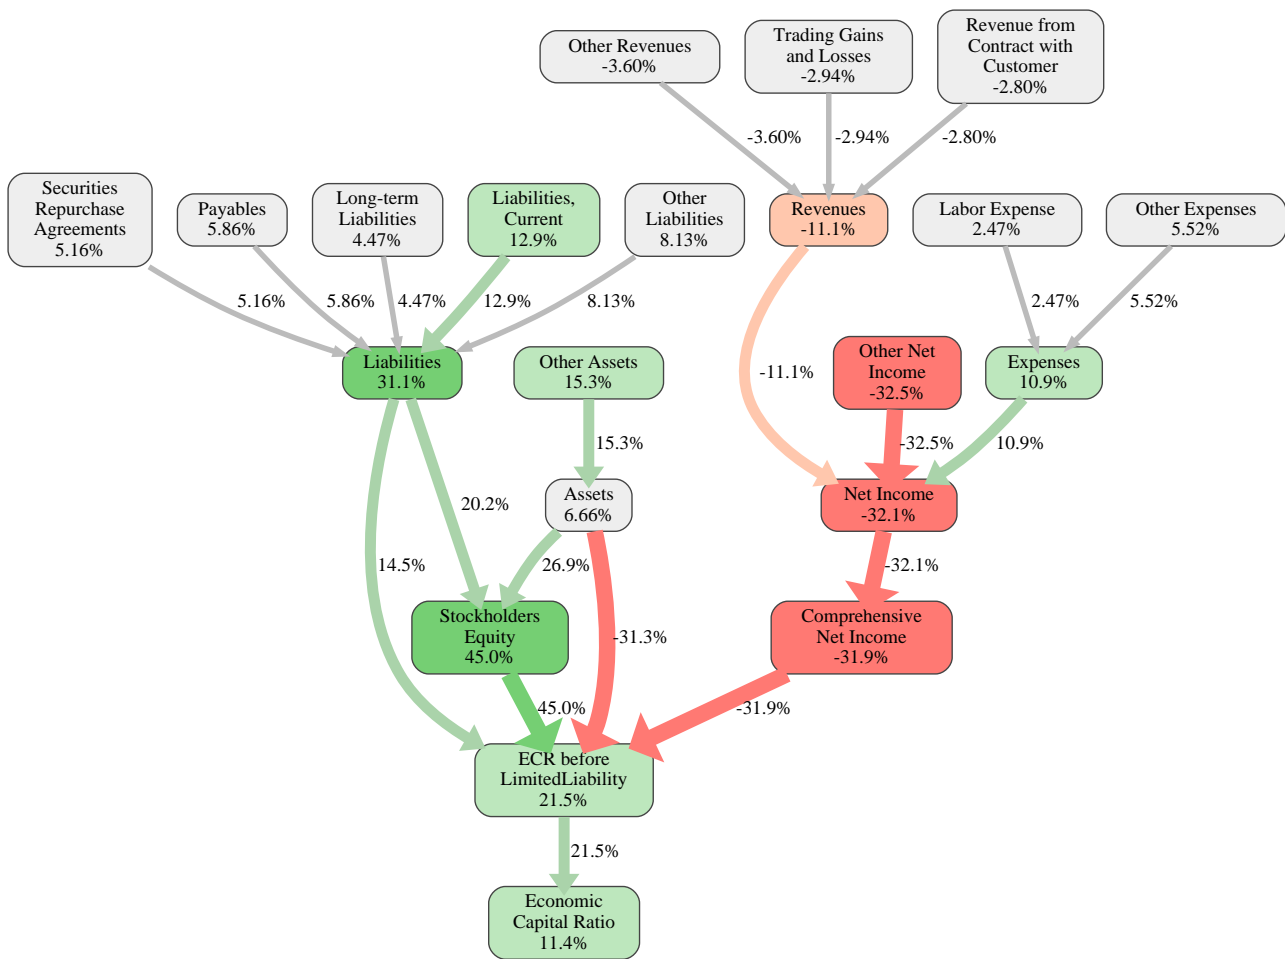 Other Revenues
-3.60%
Trading Gains
and Losses
-2.94%
Revenue from
Contract with
Customer
-2.80%
-3.60%
-2.94%
-2.80%
Securities
Repurchase
Agreements
5.16%
Payables
5.86%
Long-term
Liabilities
4.47%
Liabilities,
Current
12.9%
Other
Liabilities
8.13%
Revenues
-11.1%
Labor Expense
2.47%
Other Expenses
5.52%
5.16%
5.86%
4.47%
12.9%
8.13%
2.47%
5.52%
Liabilities
31.1%
Other Assets
15.3%
-11.1%
Other Net
Income
-32.5%
Expenses
10.9%
15.3%
-32.5%
10.9%
20.2%
Assets
6.66%
Net Income
-32.1%
14.5%
26.9%
-32.1%
Stockholders
Equity
45.0%
-31.3%
Comprehensive
Net Income
-31.9%
45.0%
-31.9%
ECR before
LimitedLiability
21.5%
21.5%
Economic
Capital Ratio
11.4%